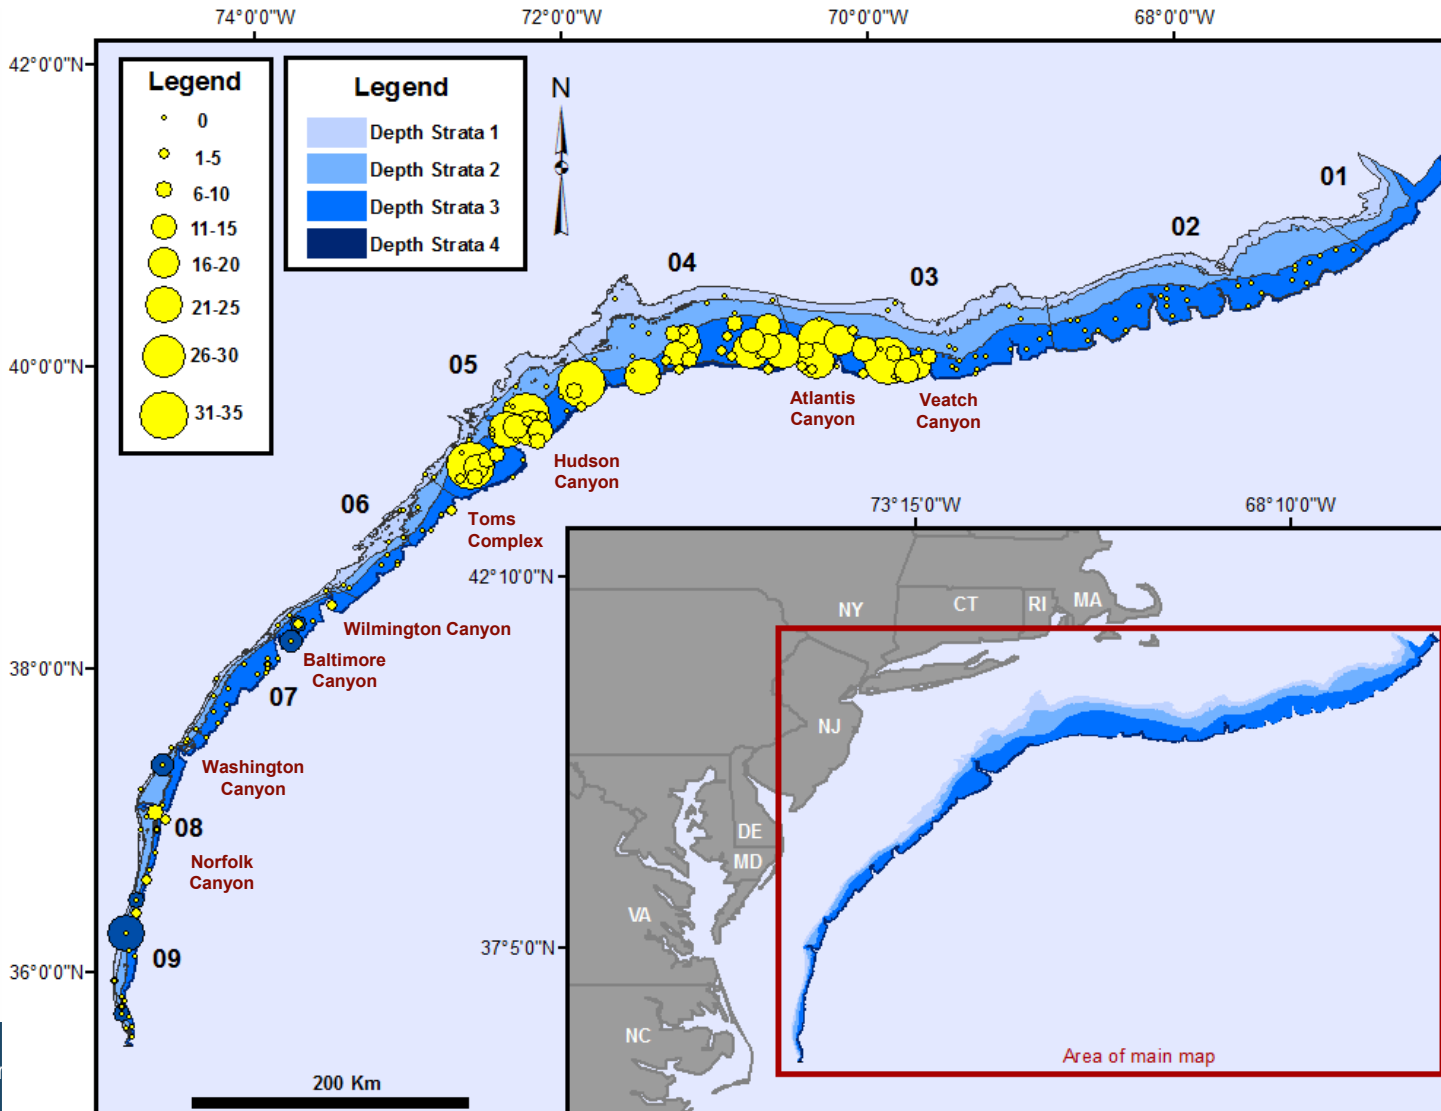 74°0'0"W
72°0'0"W
70°0'0"W
68°0'0"W
42°0'0"N
40°0'0"N
38°0'0"N
36°0'0"N
Legend
0
1-5
6-10
11-15
16-20
21-25
26-30
31-35
Legend
Depth Strata 1
Depth Strata 2
Depth Strata 3
Depth Strata 4
N
01
02
03
04
05
06
07
08
09
Atlantis
Canyon
Veatch
Canyon
Hudson
Canyon
Toms
Complex
Wilmington Canyon
Baltimore
Canyon
Washington
Canyon
Norfolk
Canyon
200 Km
73°15'0"W
68°10'0"W
42°10'0"N
37°5'0"N
NY
CT
RI
MA
NJ
DE
MD
VA
NC
Area of main map